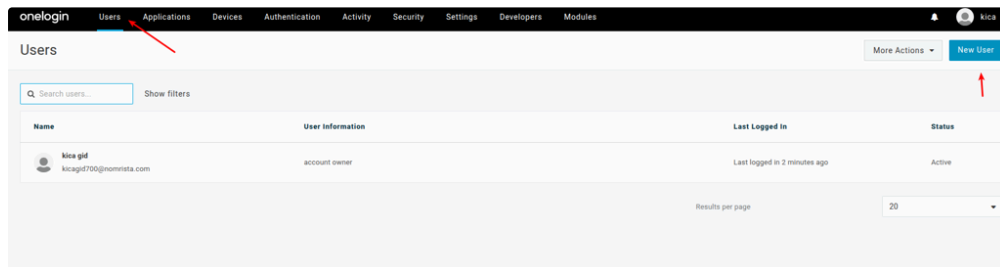 onelogin Users Applications Devices Authentication Activity Security Settings Developers Modules kica
Users More Actions New User
Search users... Show filters
Name User Information Last Logged In Status
kica gid
kicagid700@nomrista.com account owner Last logged in 2 minutes ago Active
Results per page 20